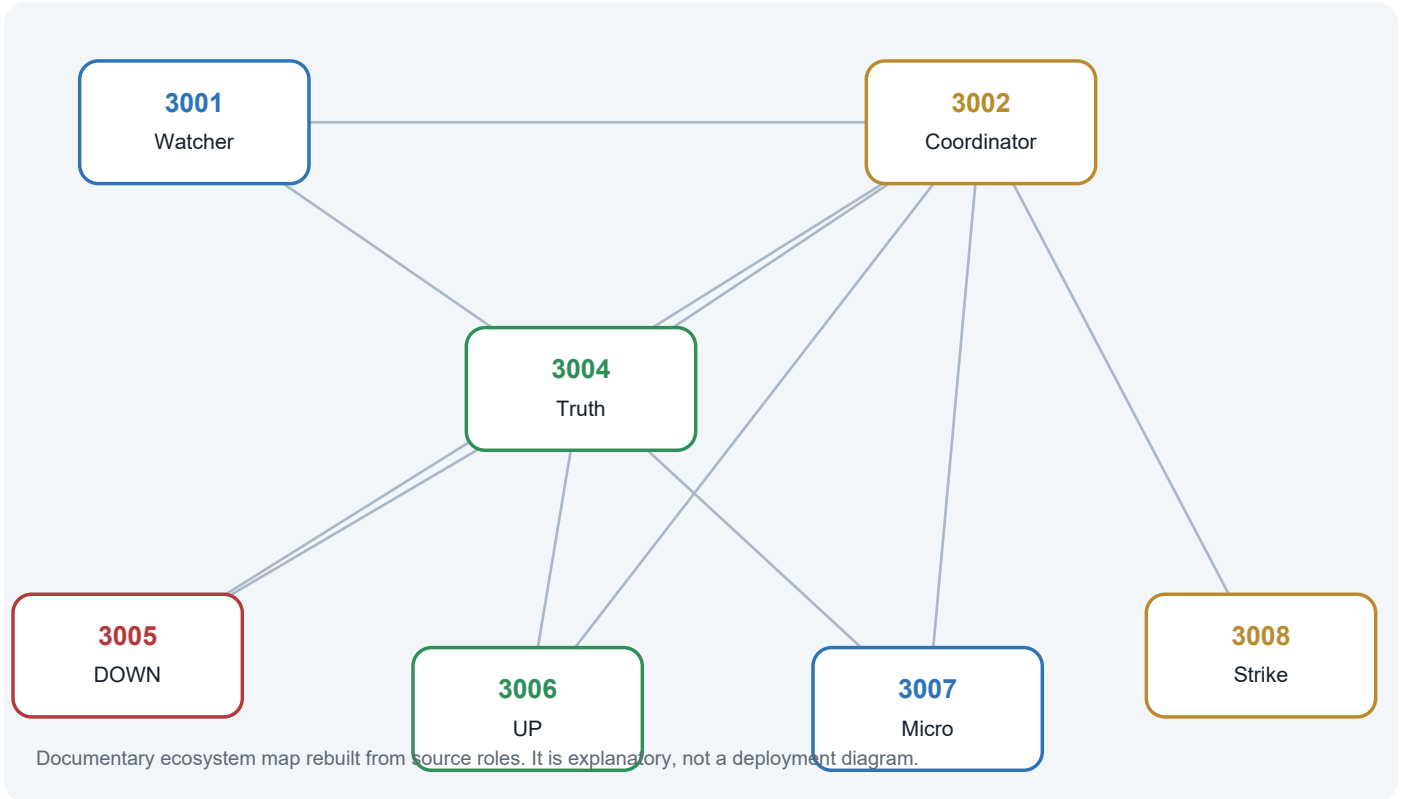 3001
Watcher
3002
Coordinator
3004
Truth
3005
DOWN
3006
UP
3007
Micro
3008
Strike
Documentary ecosystem map rebuilt from source roles. It is explanatory, not a deployment diagram.